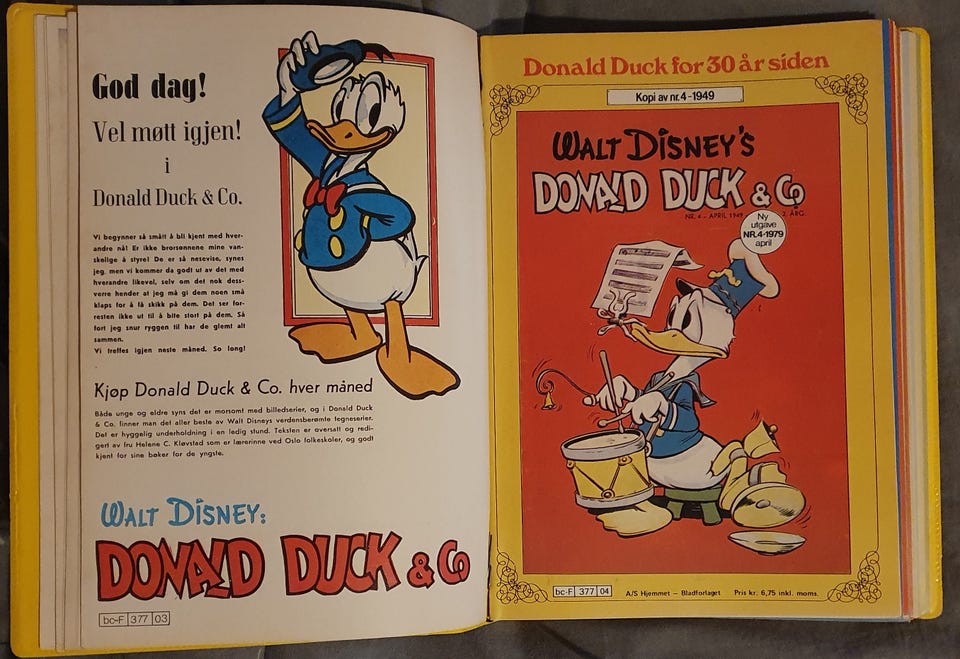 God dag!
Vel møtt igjen!
i
Donald Duck & Co.
Vi begynner så smått å bli kjent med hver-
andre nå! Er ikke brorsønnene mine van-
skelige å styre! De er så nesevise, synes
jeg, men vi kommer da godt ut av det med
hverandre likevel, selv om det nok dess-
verre hender at jeg må gi dem noen små
klaps for å få skikk på dem. Det ser for-
resten ikke ut til å bite stort på dem. Så
fort jeg snur ryggen til har de glemt alt
sammen.
Vi treffes igjen neste måned. So long!
Kjøp Donald Duck & Co. hver måned
Både unge og eldre syns det er morsomt med billedserier, og i Donald Duck
& Co. finner man det aller beste av Walt Disneys verdensberømte tegneserier.
Det er hyggelig underholdning i en ledig stund. Teksten er oversatt og redi-
gert av fru Helene C. Kløvstad som er lærerinne ved Oslo folkeskoler, og godt
kjent for sine bøker for de yngste.
WALT DISNEY:
DONALD DUCK & Co
bc-F 377 03
Donald Duck for 30 år siden
Kopi av nr. 4 - 1949
WALT DISNEY'S
DONALD DUCK & Co
NR. 4 - APRIL 1949 2. ÅRG.
Ny
utgave
NR.4-1979
april
bc-F 377 04 A/S Hjemmet - Bladforlaget Pris kr. 6,75 inkl. moms.